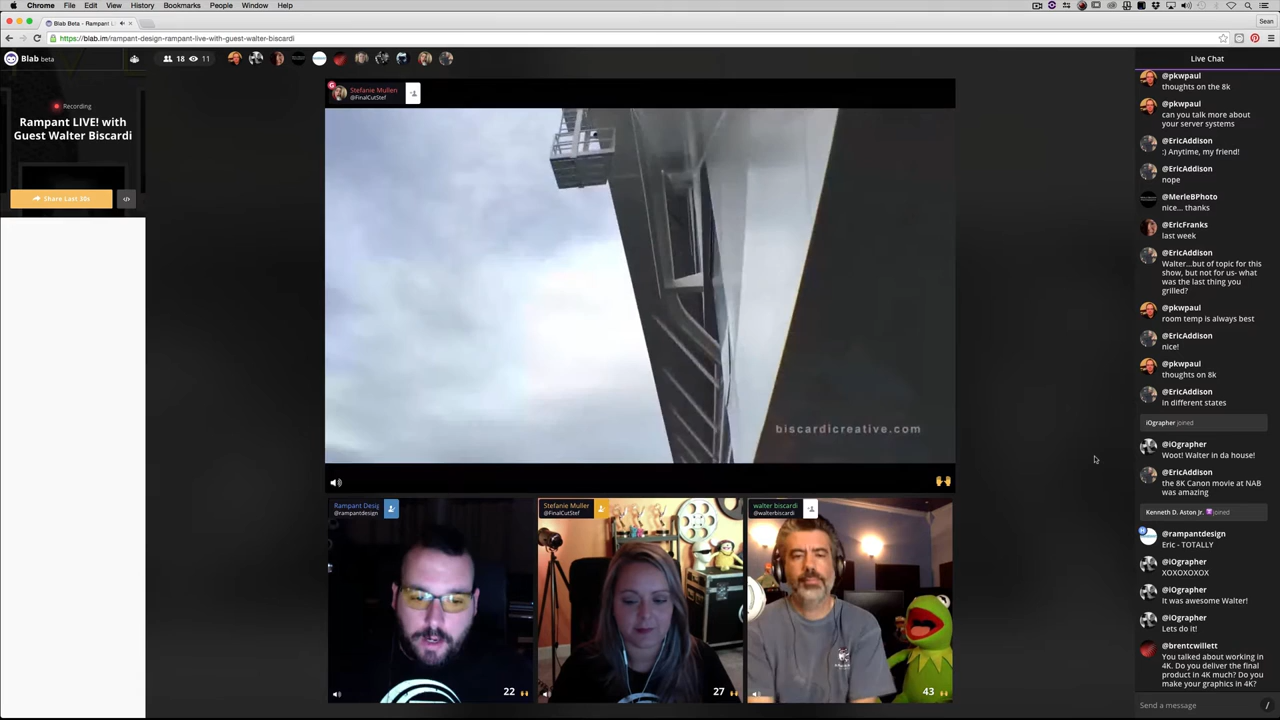 Chrome File Edit View History Bookmarks People Window Help
Blab Beta - Rampant L
Sean
https://blab.im/rampant-design-rampant-live-with-guest-walter-biscardi
Blab beta
18 11
Live Chat
Recording
Rampant LIVE! with
Guest Walter Biscardi
Share Last 30s
</>
Stefanie Mullen
@FinalCutStef
biscardicreative.com
Rampant Desig
@rampantdesign
22
Stefanie Muller
@FinalCutStef
27
walter biscardi
@walterbiscardi
43
@pkwpaul
thoughts on the 8k
@pkwpaul
can you talk more about
your server systems
@EricAddison
:) Anytime, my friend!
@EricAddison
nope
@MerleBPhoto
nice... thanks
@EricFranks
last week
@EricAddison
Walter...but of topic for this
show, but not for us- what
was the last thing you
grilled?
@pkwpaul
room temp is always best
@EricAddison
nice!
@pkwpaul
thoughts on 8k
@EricAddison
in different states
iOgrapher joined
@iOgrapher
Woot! Walter in da house!
@EricAddison
the 8K Canon movie at NAB
was amazing
Kenneth D. Aston Jr. joined
@rampantdesign
Eric - TOTALLY
@iOgrapher
XOXOXOXOX
@iOgrapher
It was awesome Walter!
@iOgrapher
Lets do it!
@brentcwillett
You talked about working in
4K. Do you deliver the final
product in 4K much? Do you
make your graphics in 4K?
Send a message /